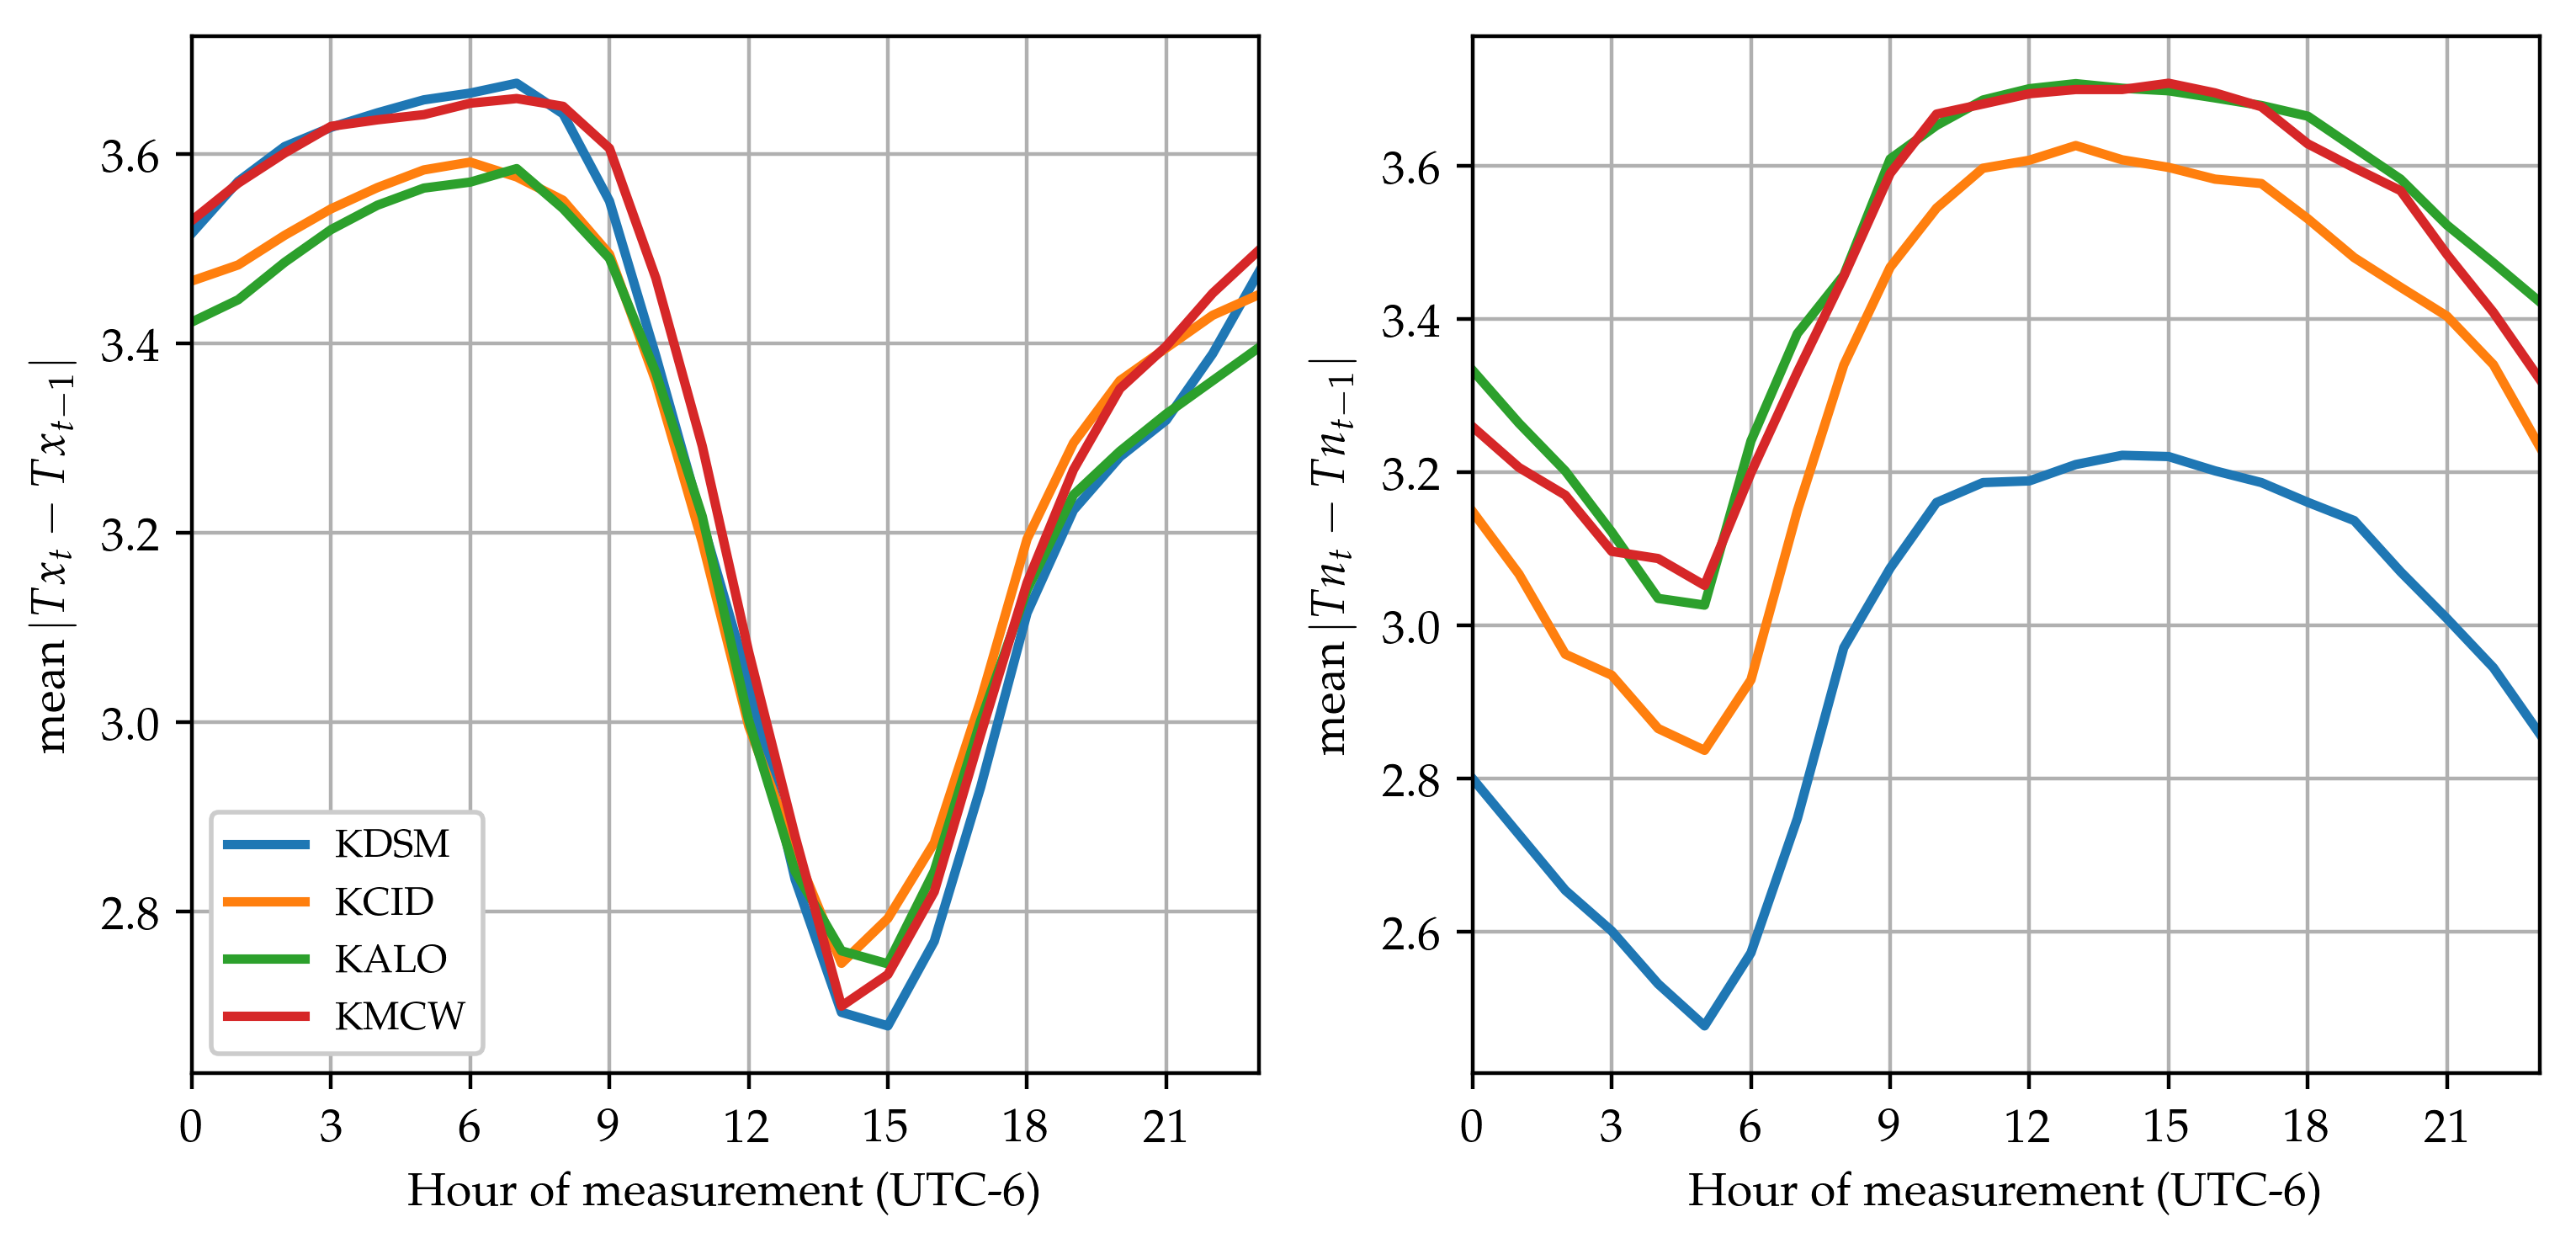 mean |Tx_t − Tx_{t−1}|
3.6
3.4
3.2
3.0
2.8
KDSM
KCID
KALO
KMCW
0 3 6 9 12 15 18 21
Hour of measurement (UTC-6)
mean |Tn_t − Tn_{t−1}|
3.6
3.4
3.2
3.0
2.8
2.6
0 3 6 9 12 15 18 21
Hour of measurement (UTC-6)